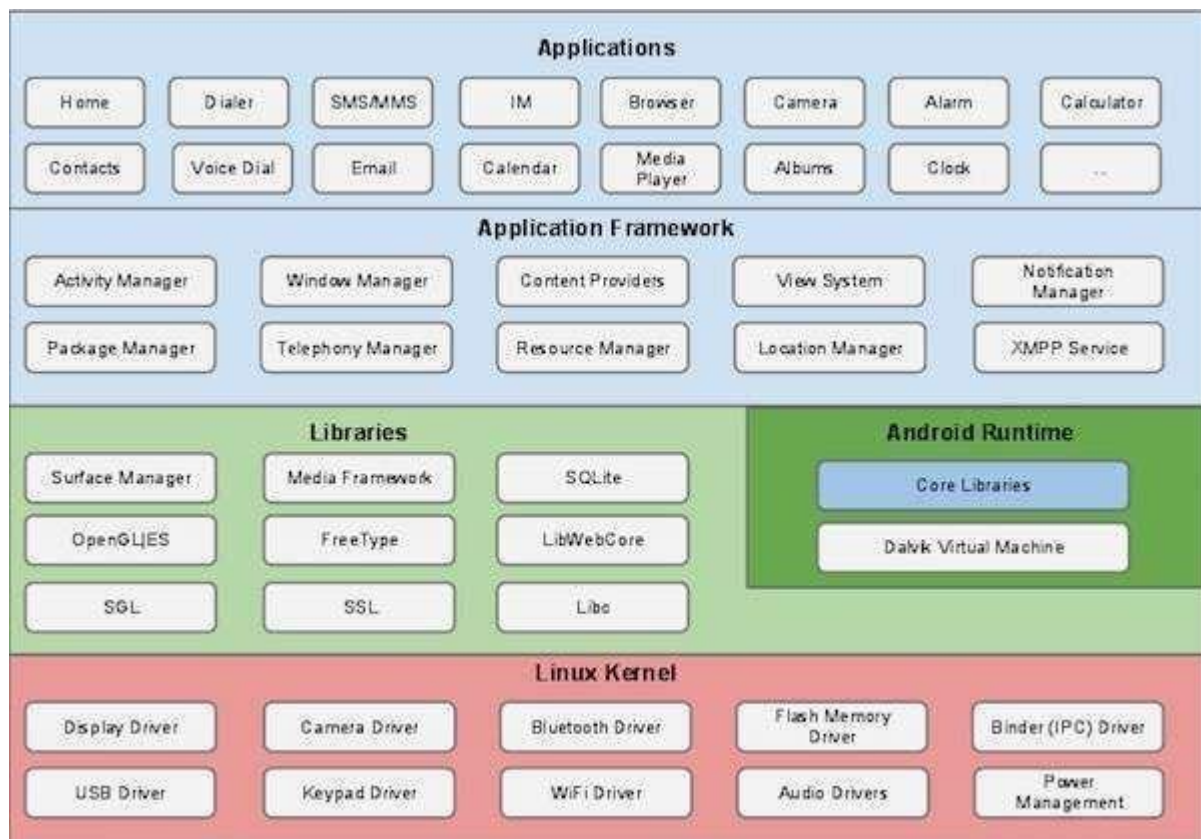 Applications
Home
Dialer
SMS/MMS
IM
Browser
Camera
Alarm
Calculator
Contacts
Voice Dial
Email
Calendar
Media
Player
Albums
Clock
...
Application Framework
Activity Manager
Window Manager
Content Providers
View System
Notification
Manager
Package Manager
Telephony Manager
Resource Manager
Location Manager
XMPP Service
Libraries
Surface Manager
Media Framework
SQLite
OpenGL|ES
FreeType
LibWebCore
SGL
SSL
Libc
Android Runtime
Core Libraries
Dalvik Virtual Machine
Linux Kernel
Display Driver
Camera Driver
Bluetooth Driver
Flash Memory
Driver
Binder (IPC) Driver
USB Driver
Keypad Driver
WiFi Driver
Audio Drivers
Power
Management